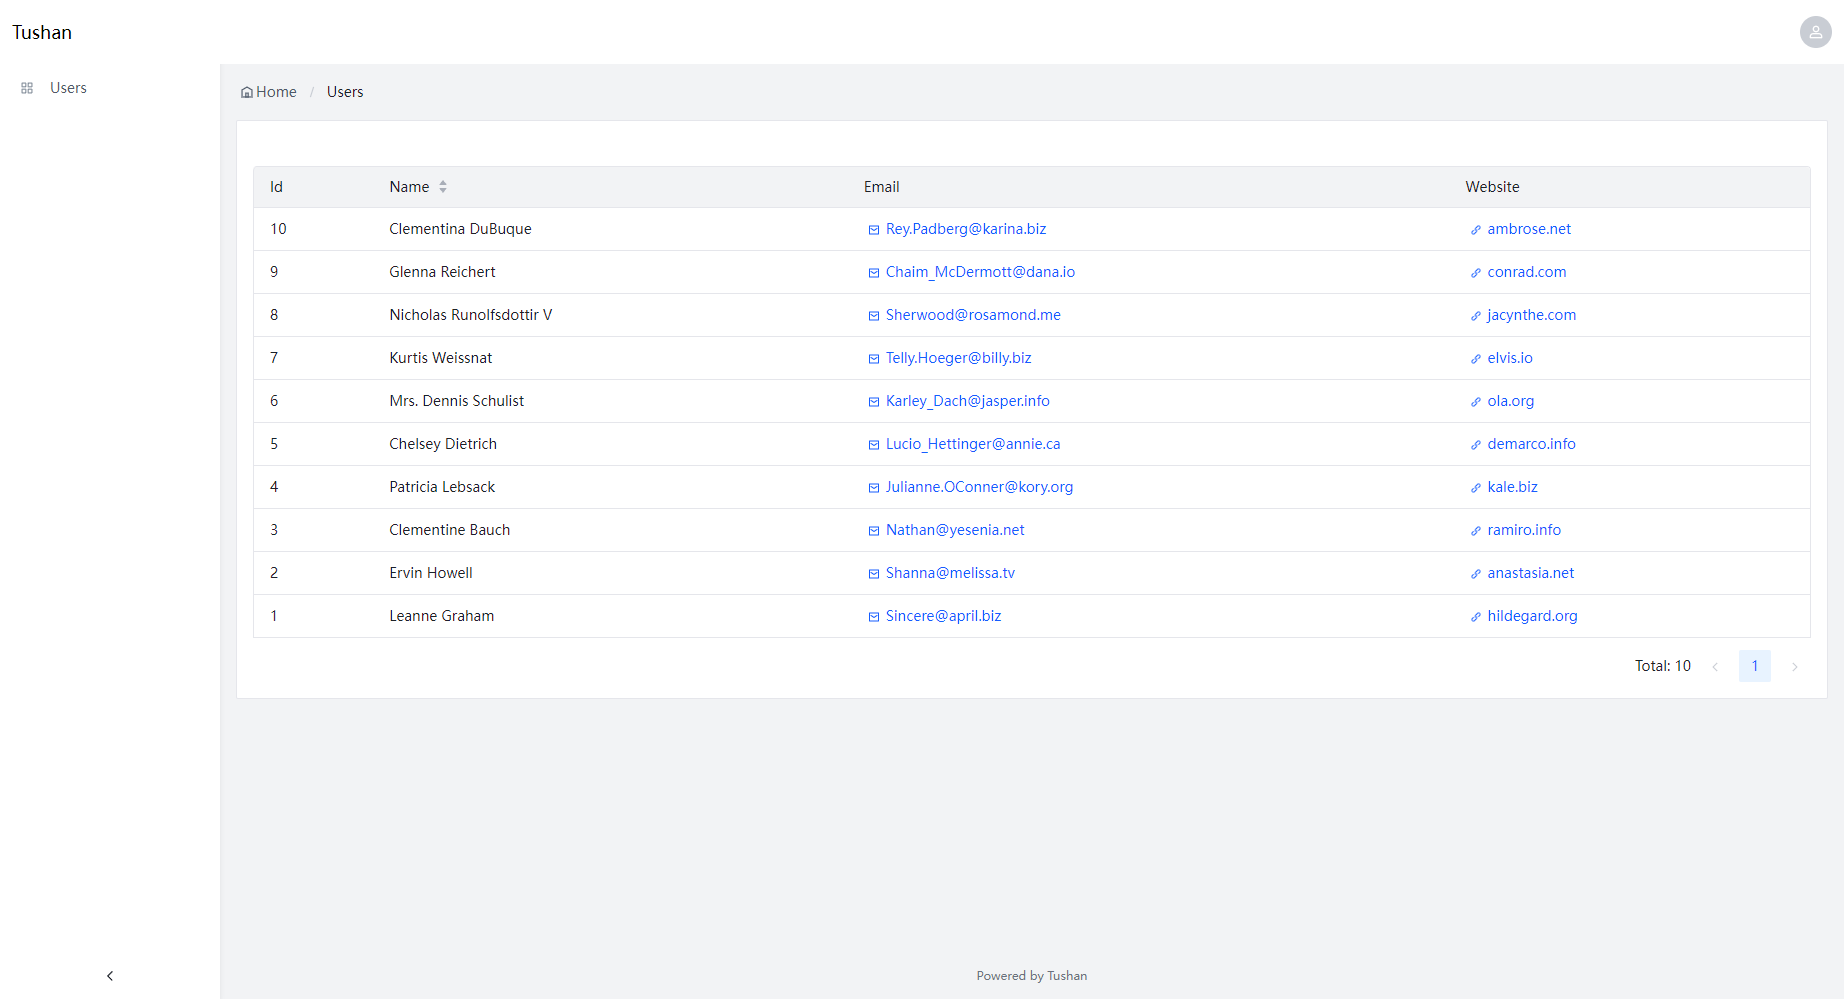 Tushan
Users
Home / Users
Id Name Email Website
10 Clementina DuBuque Rey.Padberg@karina.biz ambrose.net
9 Glenna Reichert Chaim_McDermott@dana.io conrad.com
8 Nicholas Runolfsdottir V Sherwood@rosamond.me jacynthe.com
7 Kurtis Weissnat Telly.Hoeger@billy.biz elvis.io
6 Mrs. Dennis Schulist Karley_Dach@jasper.info ola.org
5 Chelsey Dietrich Lucio_Hettinger@annie.ca demarco.info
4 Patricia Lebsack Julianne.OConner@kory.org kale.biz
3 Clementine Bauch Nathan@yesenia.net ramiro.info
2 Ervin Howell Shanna@melissa.tv anastasia.net
1 Leanne Graham Sincere@april.biz hildegard.org
Total: 10 1
Powered by Tushan